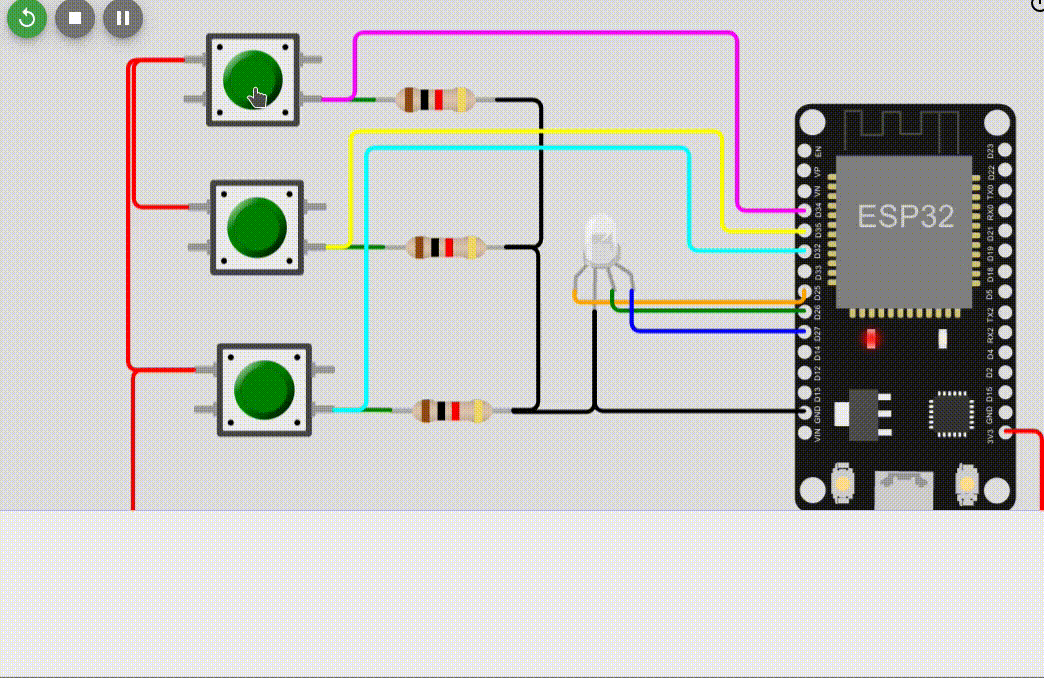 ESP32
EN
VP
VN
D34
D35
D32
D33
D25
D26
D27
D14
D12
D13
GND
VIN
D23
D22
TX0
RX0
D21
D19
D18
D5
TX2
RX2
D4
D2
D15
GND
3V3